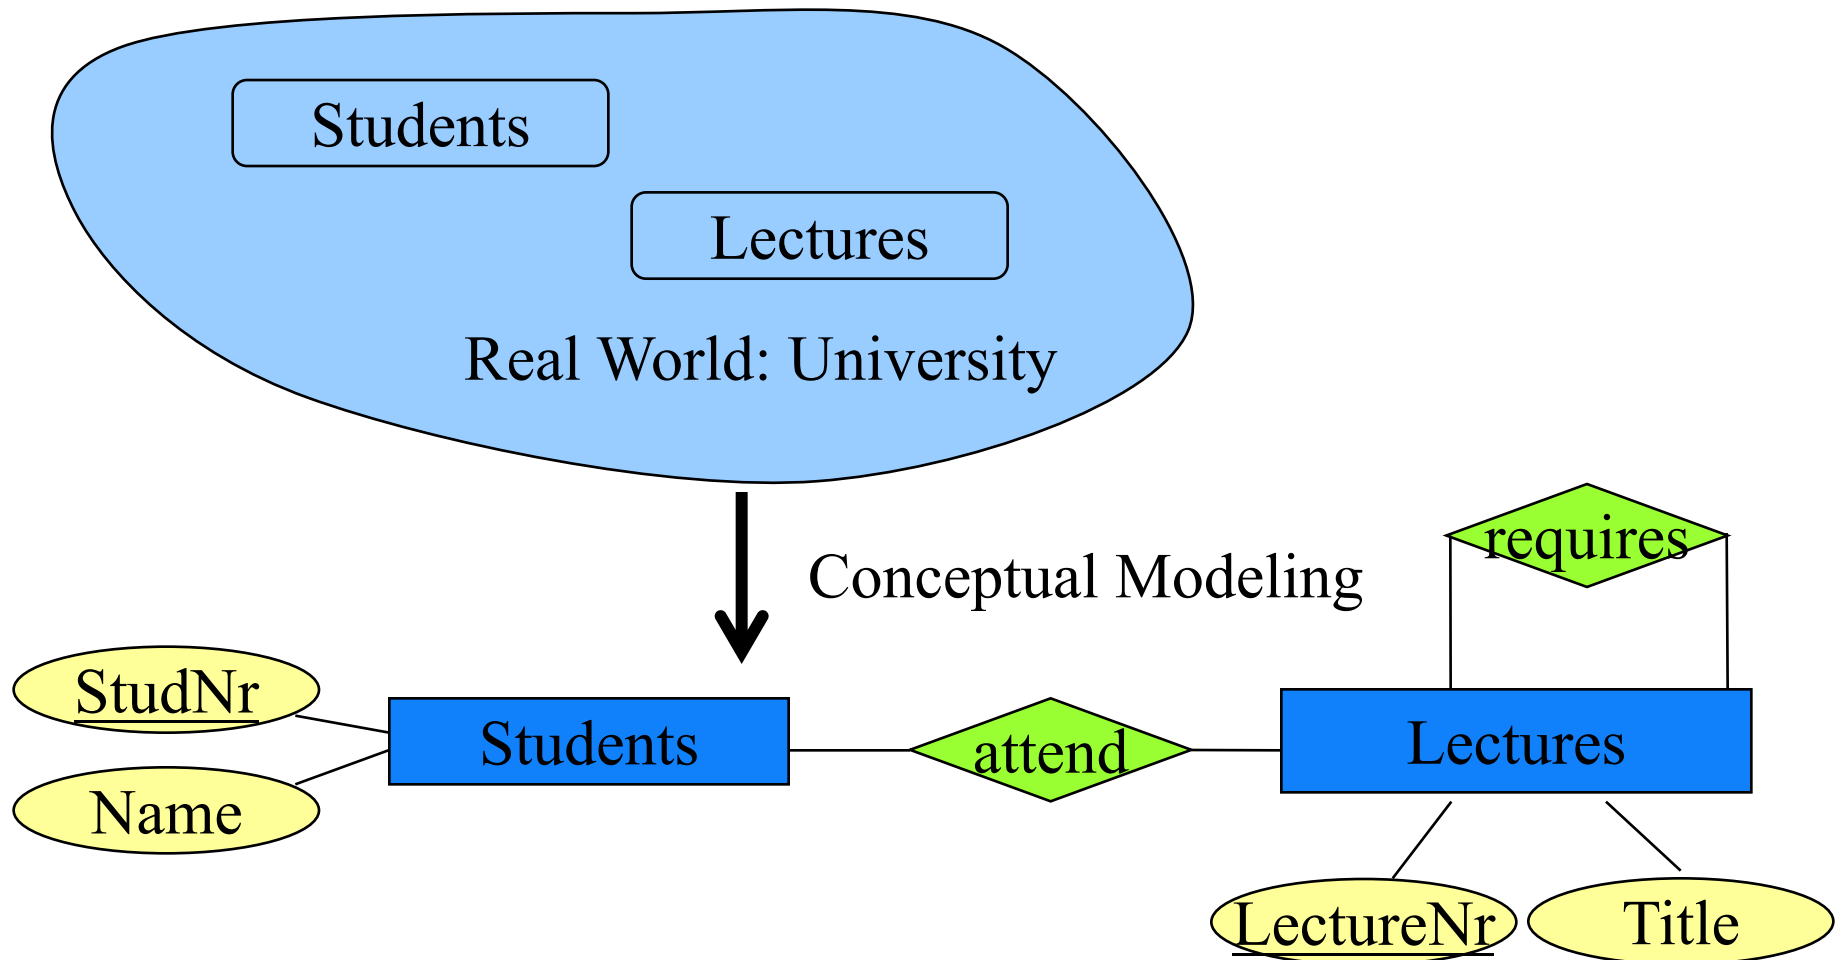 Students
Lectures
Real World: University
requires
Conceptual Modeling
StudNr
Students
attend
Lectures
Name
LectureNr
Title